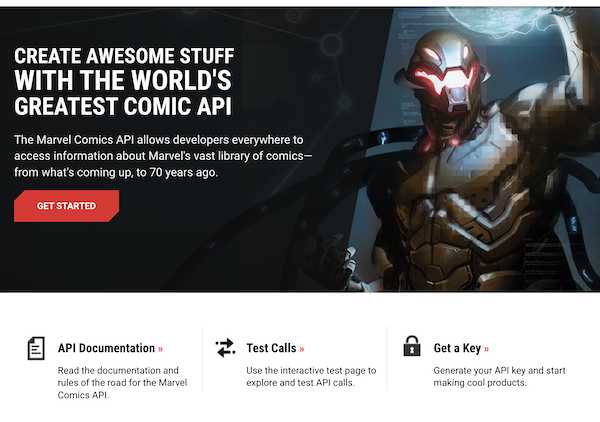 CREATE AWESOME STUFF
WITH THE WORLD'S
GREATEST COMIC API
The Marvel Comics API allows developers everywhere to
access information about Marvel's vast library of comics—
from what's coming up, to 70 years ago.
GET STARTED
API Documentation »
Read the documentation and
rules of the road for the Marvel
Comics API.
Test Calls »
Use the interactive test page to
explore and test API calls.
Get a Key »
Generate your API key and start
making cool products.